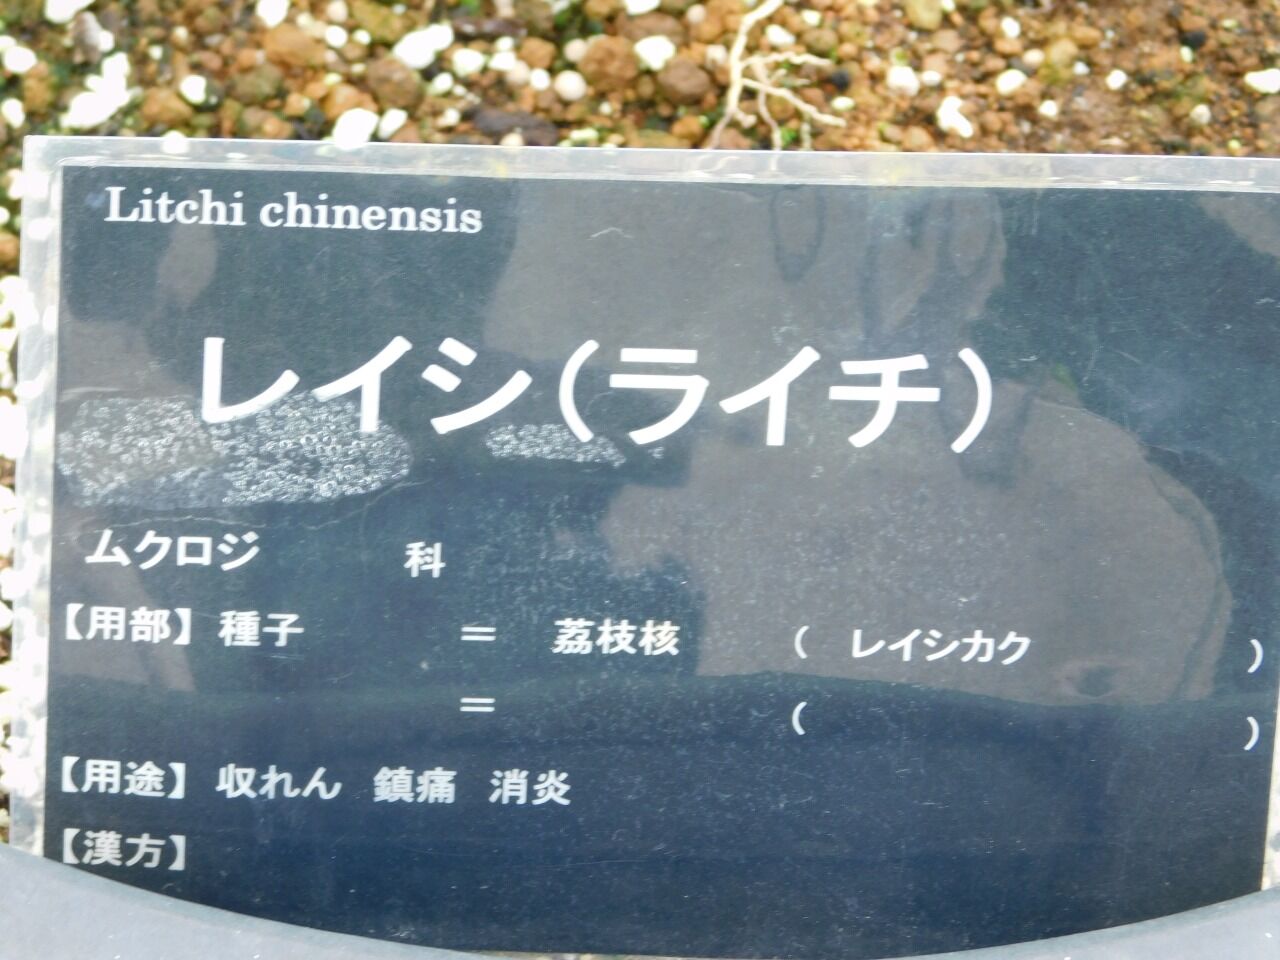 Litchi chinensis
レイシ(ライチ)
ムクロジ 科
【用部】 種子 = 荔枝核 ( レイシカク )
= ( )
【用途】 収れん 鎮痛 消炎
【漢方】